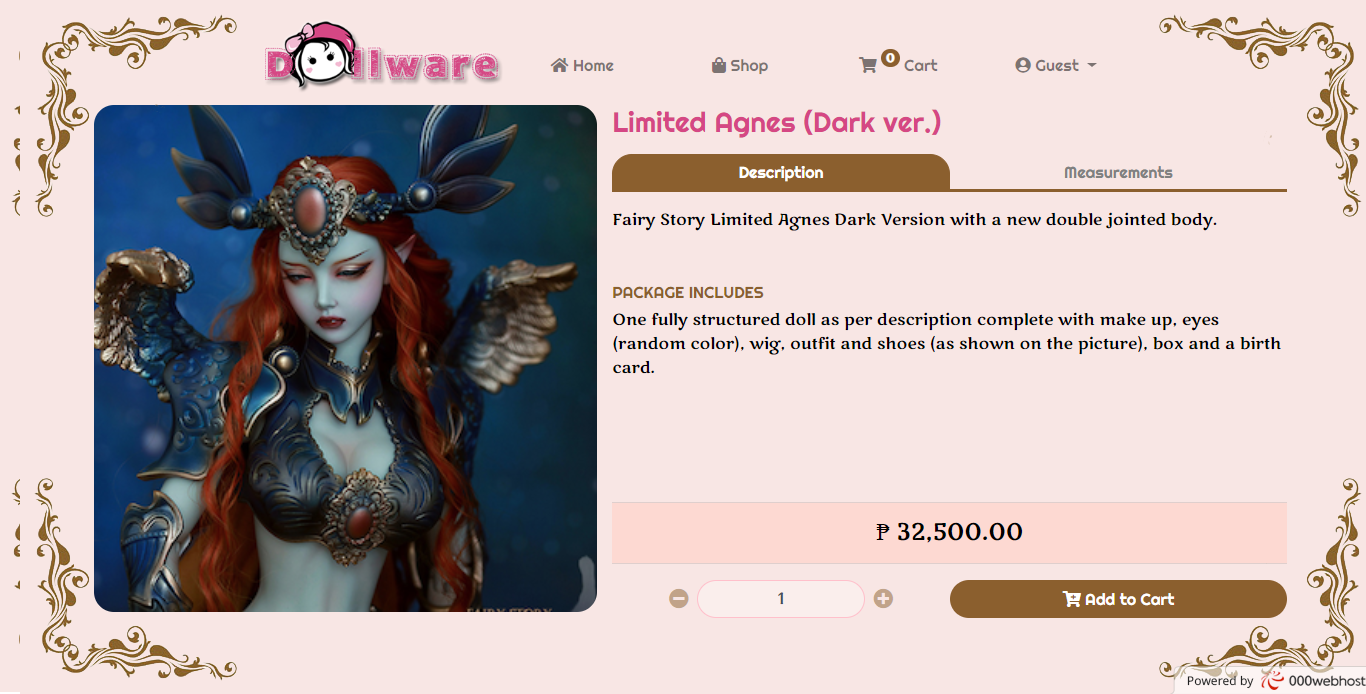 Dollware
Home
Shop
0
Cart
Guest
Limited Agnes (Dark ver.)
Description
Measurements
Fairy Story Limited Agnes Dark Version with a new double jointed body.
PACKAGE INCLUDES
One fully structured doll as per description complete with make up, eyes
(random color), wig, outfit and shoes (as shown on the picture), box and a birth
card.
₱ 32,500.00
1
Add to Cart
FAIRY STORY
Powered by 000webhost